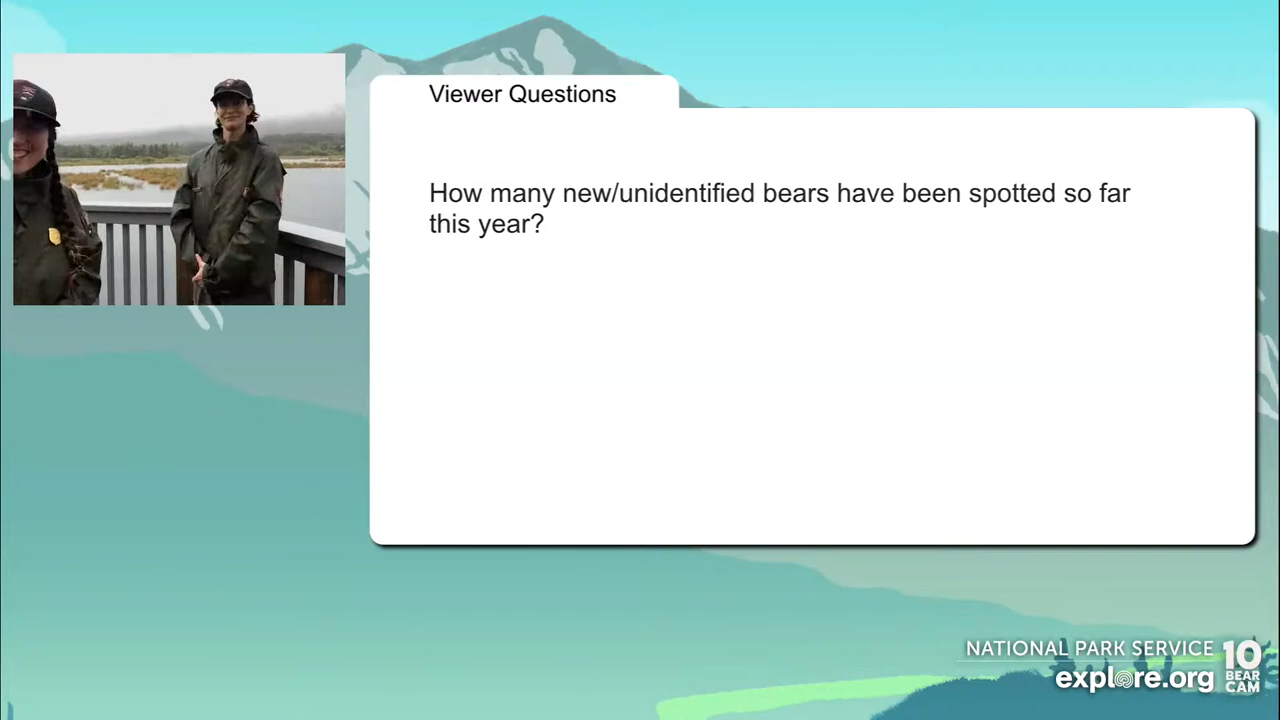 Viewer Questions
How many new/unidentified bears have been spotted so far
this year?
NATIONAL PARK SERVICE
explore.org
10
BEAR
CAM